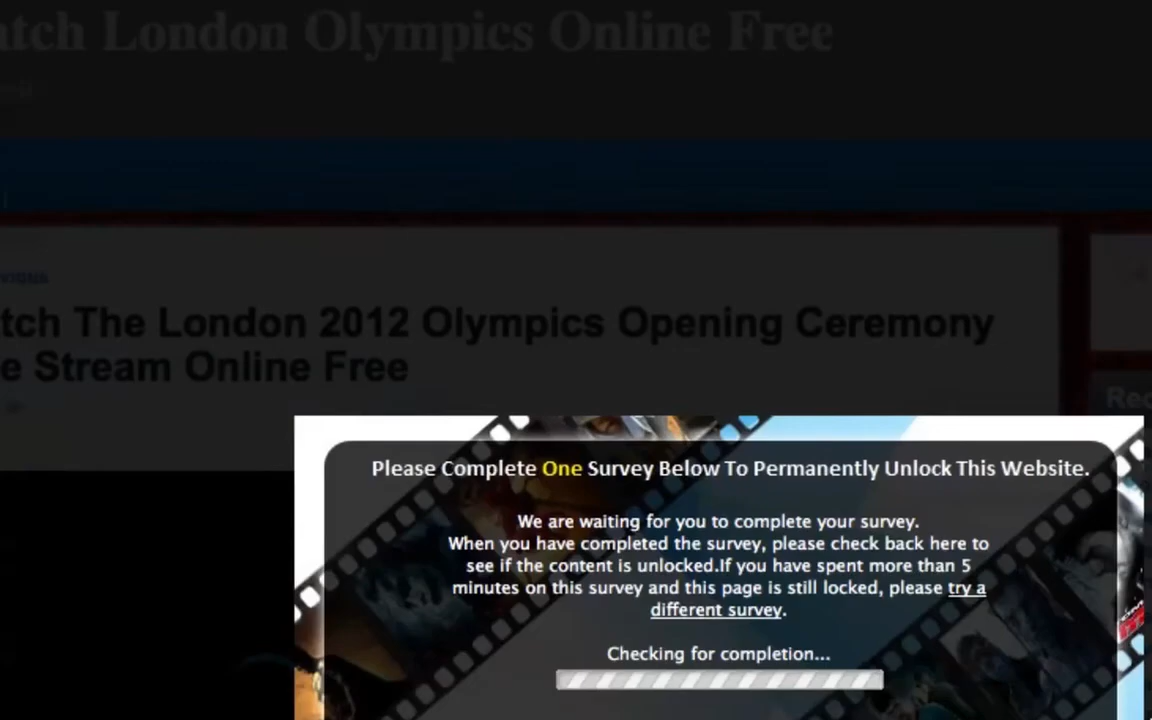 atch London Olympics Online Free
tch The London 2012 Olympics Opening Ceremony
e Stream Online Free
Rec
Please Complete One Survey Below To Permanently Unlock This Website.
We are waiting for you to complete your survey.
When you have completed the survey, please check back here to
see if the content is unlocked.If you have spent more than 5
minutes on this survey and this page is still locked, please try a
different survey.
Checking for completion...